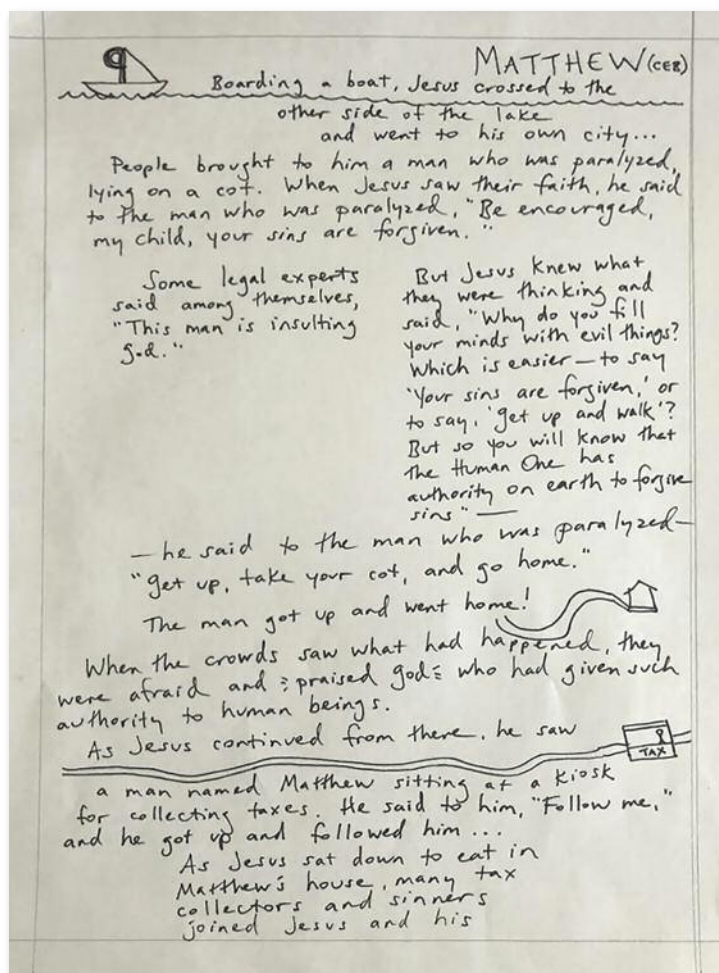 MATTHEW (CEB)
Boarding a boat, Jesus crossed to the
other side of the lake
and went to his own city...
People brought to him a man who was paralyzed,
lying on a cot. When Jesus saw their faith, he said
to the man who was paralyzed, "Be encouraged,
my child, your sins are forgiven."
Some legal experts
said among themselves,
"This man is insulting
god."
But Jesus knew what
they were thinking and
said, "Why do you fill
your minds with evil things?
Which is easier — to say
'Your sins are forgiven,' or
to say, 'get up and walk'?
But so you will know that
the Human One has
authority on earth to forgive
sins" —
— he said to the man who was paralyzed —
"get up, take your cot, and go home."
The man got up and went home!
When the crowds saw what had happened, they
were afraid and praised god who had given such
authority to human beings.
As Jesus continued from there, he saw
TAX
a man named Matthew sitting at a kiosk
for collecting taxes. He said to him, "Follow me,"
and he got up and followed him...
As Jesus sat down to eat in
Matthew's house, many tax
collectors and sinners
joined Jesus and his